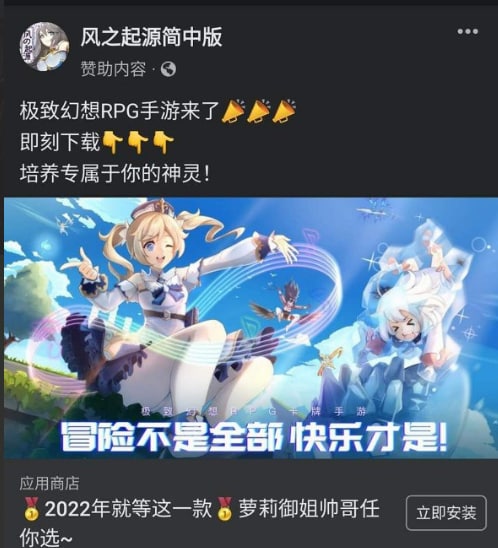 风之起源简中版
赞助内容 ·
极致幻想RPG手游来了📣📣📣
即刻下载👇👇👇
培养专属于你的神灵！
极致幻想RPG卡牌手游
冒险不是全部 快乐才是!
应用商店
🏅2022年就等这一款🏅萝莉御姐帅哥任
你选~
立即安装